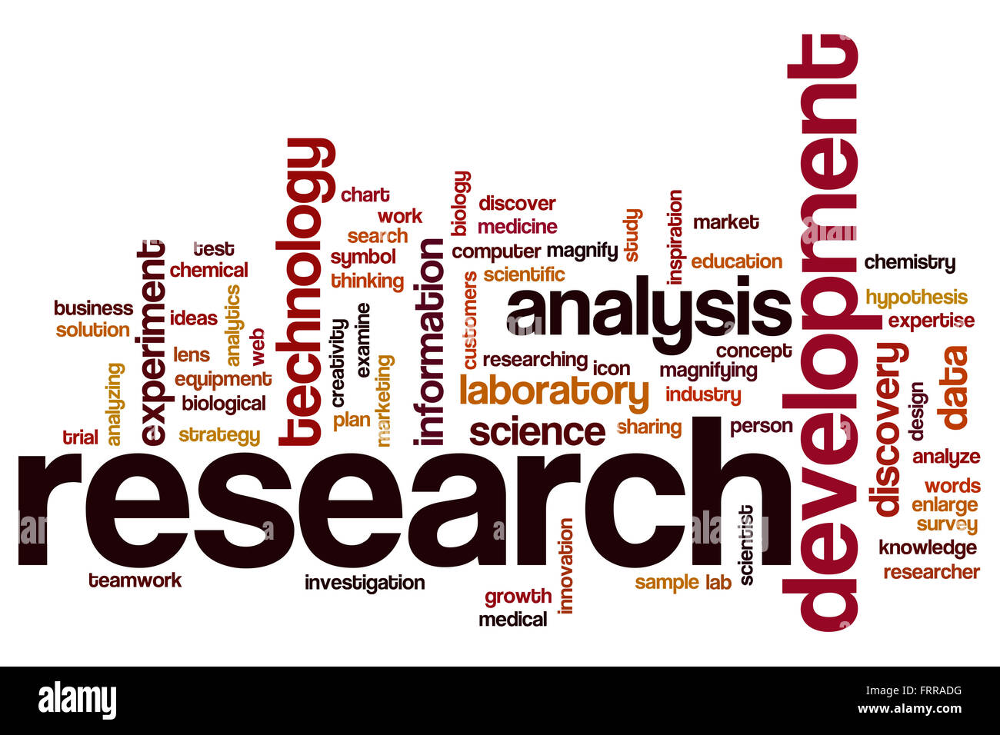 development
technology
chart
biology
discover
work
medicine
study
inspiration
market
search
experiment
test
symbol
information
computer
magnify
education
chemistry
chemical
thinking
customers
scientific
analysis
hypothesis
business
ideas
analytics
creativity
examine
expertise
solution
web
concept
discovery
data
lens
researching
icon
magnifying
analyzing
equipment
marketing
laboratory
industry
design
biological
plan
science
sharing
person
trial
strategy
research
analyze
words
enlarge
survey
scientist
knowledge
innovation
researcher
teamwork
investigation
sample
lab
growth
medical
alamy
Image ID: FRRADG
www.alamy.com